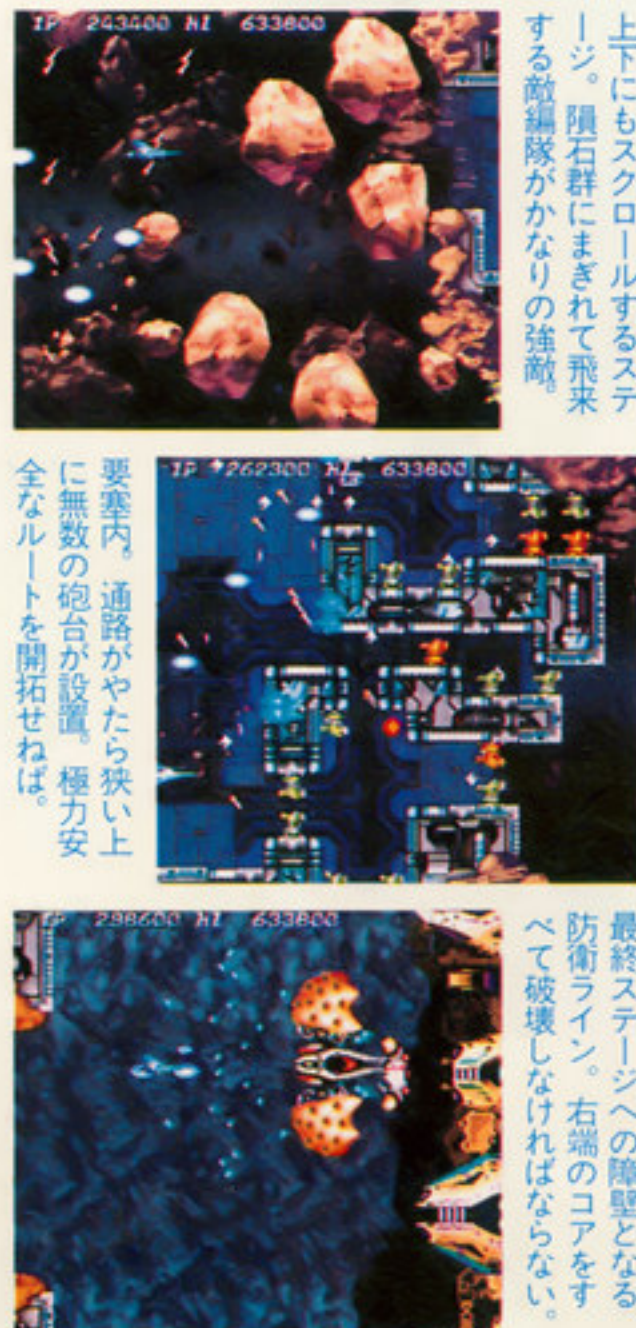 1P 243400 HI 633800
上下にもスクロールするステ
ージ。隕石群にまぎれて飛来
する敵編隊がかなりの強敵。
1P 262300 HI 633800
要塞内。通路がやたら狭い上
に無数の砲台が設置。極力安
全なルートを開拓せねば。
1P 298600 HI 633800
最終ステージへの障壁となる
防衛ライン。右端のコアをす
べて破壊しなければならない。